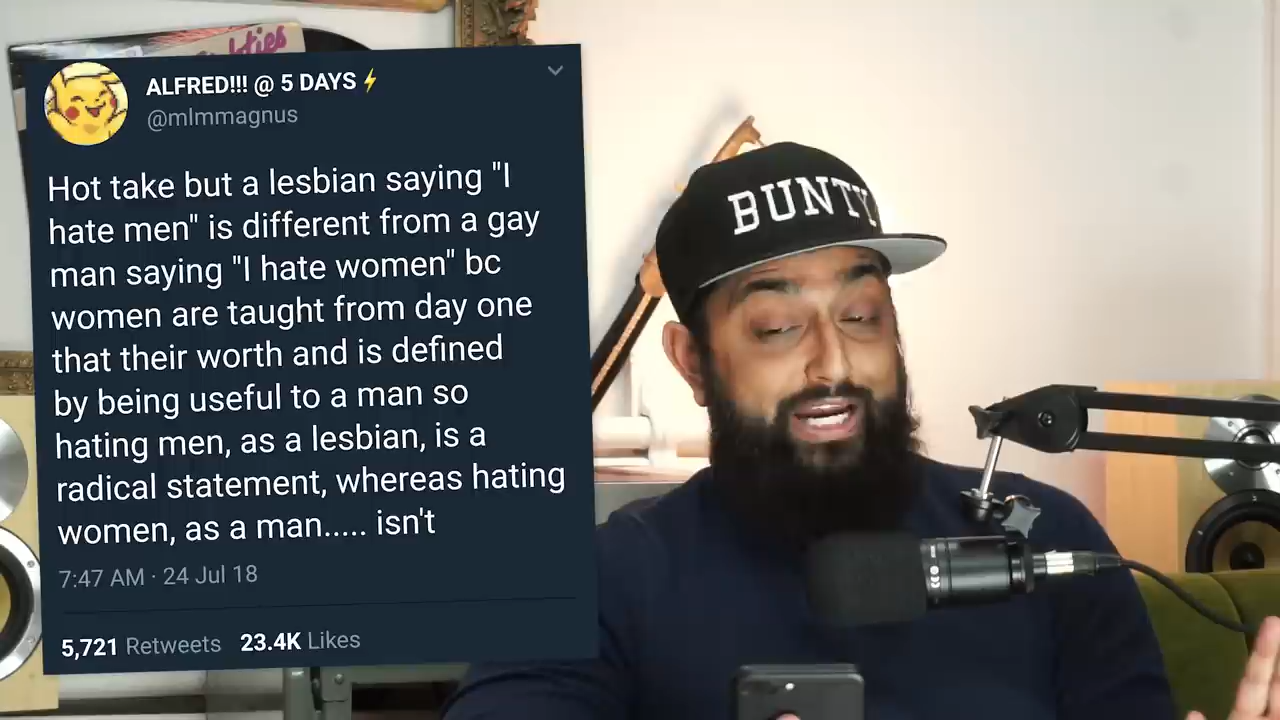 ALFRED!!! @ 5 DAYS⚡
@mlmmagnus
Hot take but a lesbian saying "I
hate men" is different from a gay
man saying "I hate women" bc
women are taught from day one
that their worth and is defined
by being useful to a man so
hating men, as a lesbian, is a
radical statement, whereas hating
women, as a man..... isn't
7:47 AM · 24 Jul 18
5,721 Retweets 23.4K Likes
BUNTY